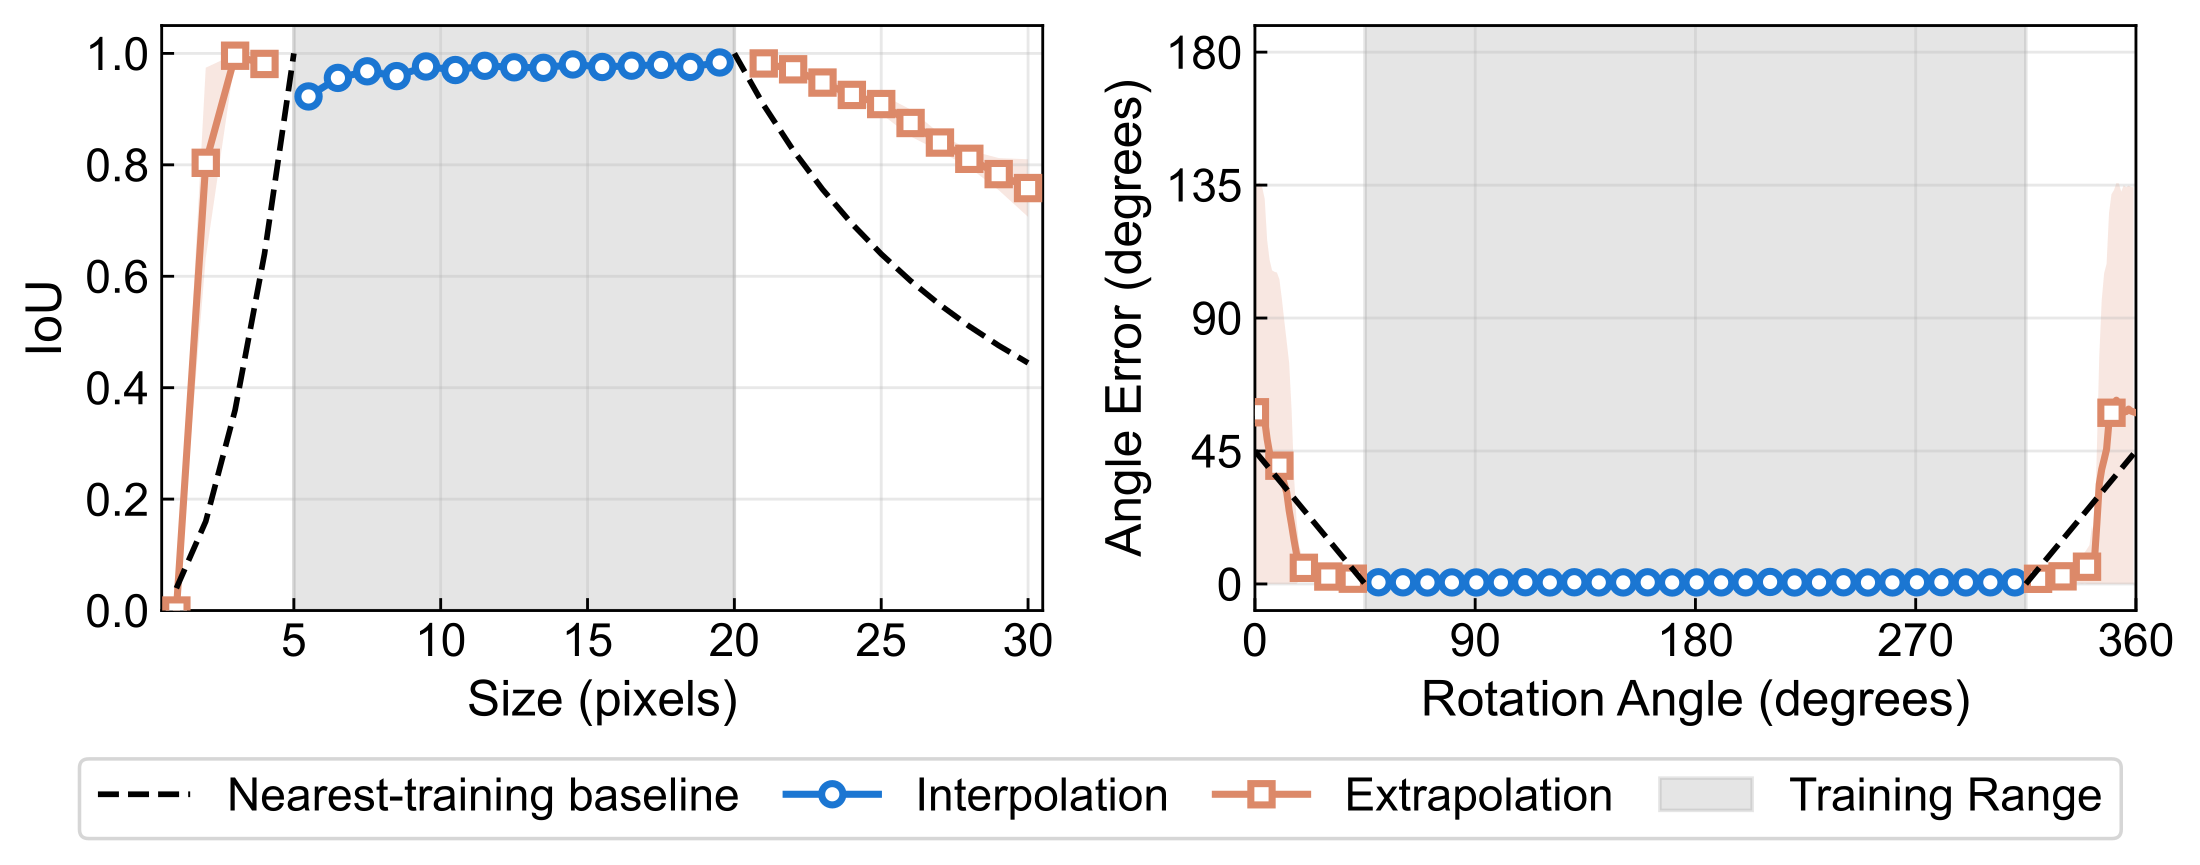 1.0
0.8
0.6
0.4
0.2
0.0
IoU
5 10 15 20 25 30
Size (pixels)
180
135
90
45
0
Angle Error (degrees)
0 90 180 270 360
Rotation Angle (degrees)
Nearest-training baseline Interpolation Extrapolation Training Range